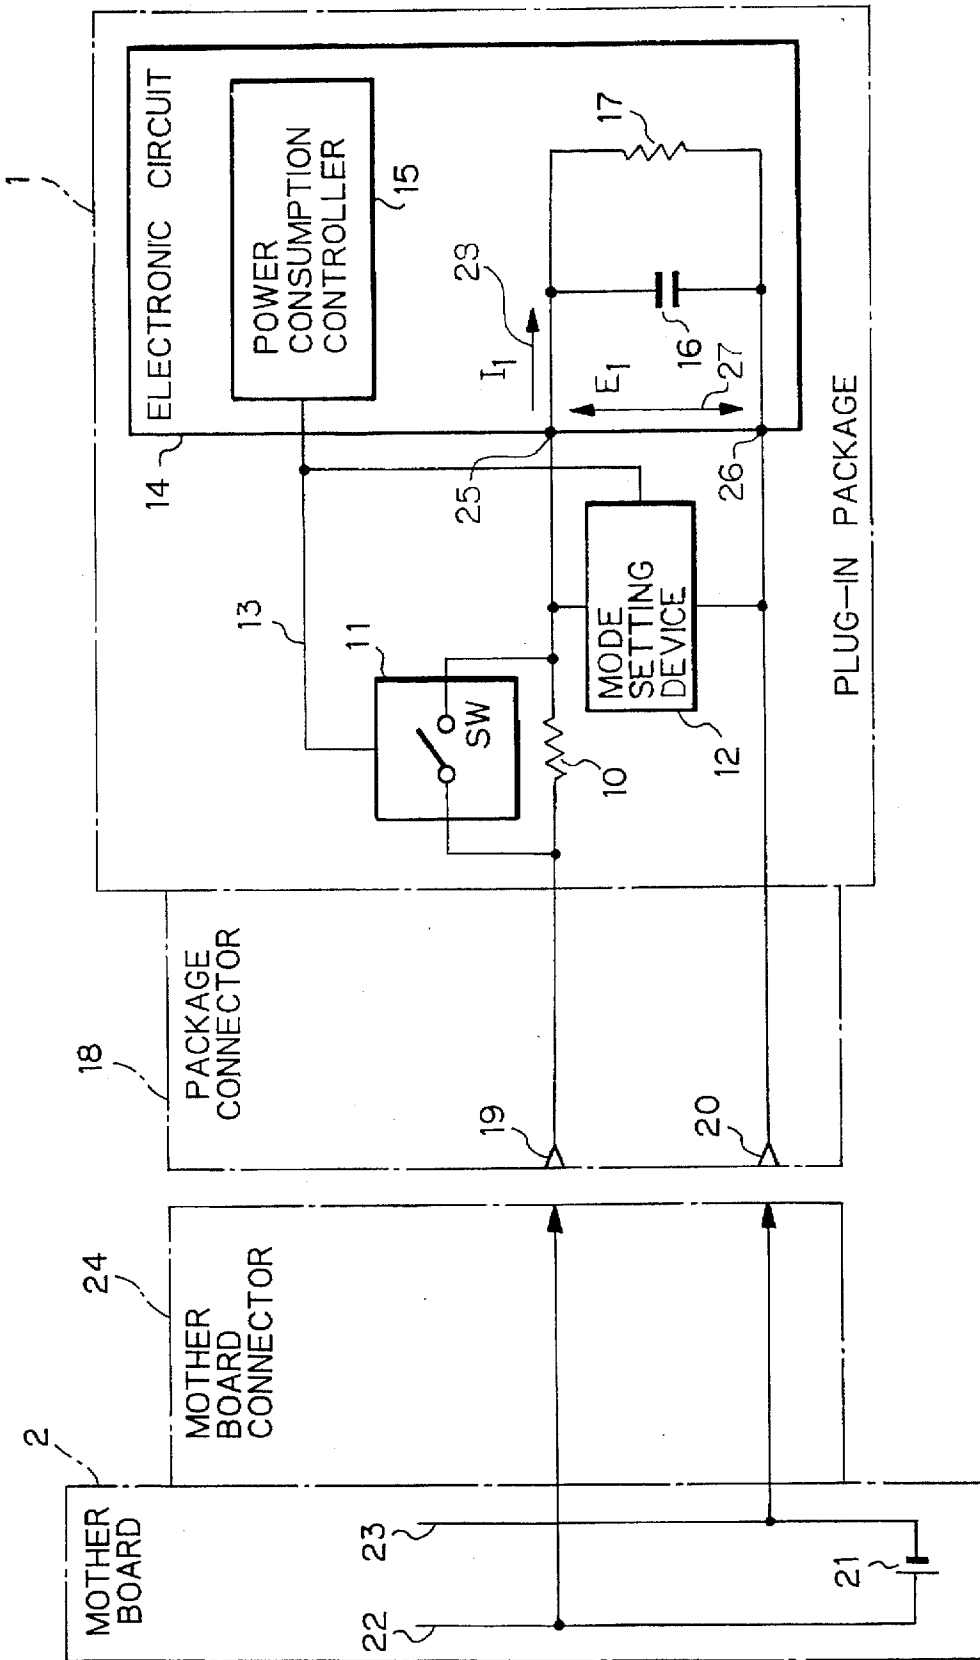 1
ELECTRONIC CIRCUIT
14
POWER
CONSUMPTION
CONTROLLER
15
13
11
SW
10
MODE
SETTING
DEVICE
12
25
26
I1
28
E1
27
16
17
PLUG-IN PACKAGE
18
PACKAGE
CONNECTOR
19
20
24
MOTHER
BOARD
CONNECTOR
2
MOTHER
BOARD
22
23
21